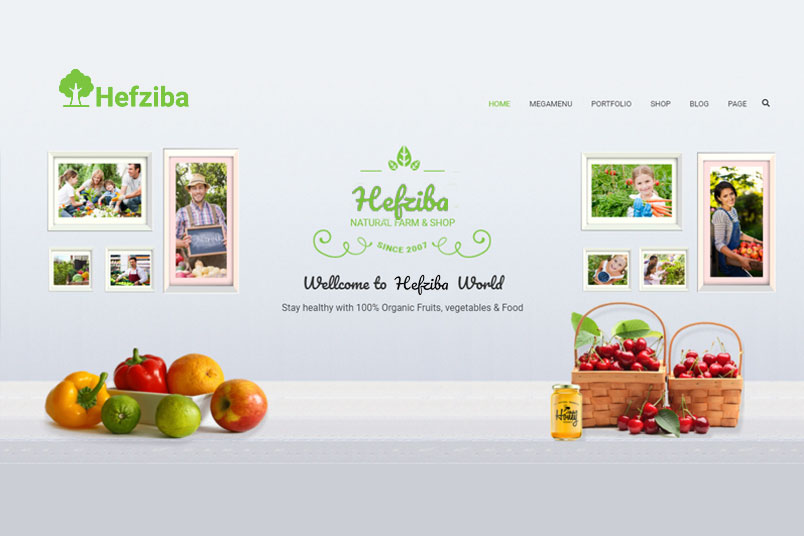 Hefziba
HOME MEGAMENU PORTFOLIO SHOP BLOG PAGE
Hefziba
NATURAL FARM & SHOP
SINCE 2007
Wellcome to Hefziba World
Stay healthy with 100% Organic Fruits, vegetables & Food
Honey